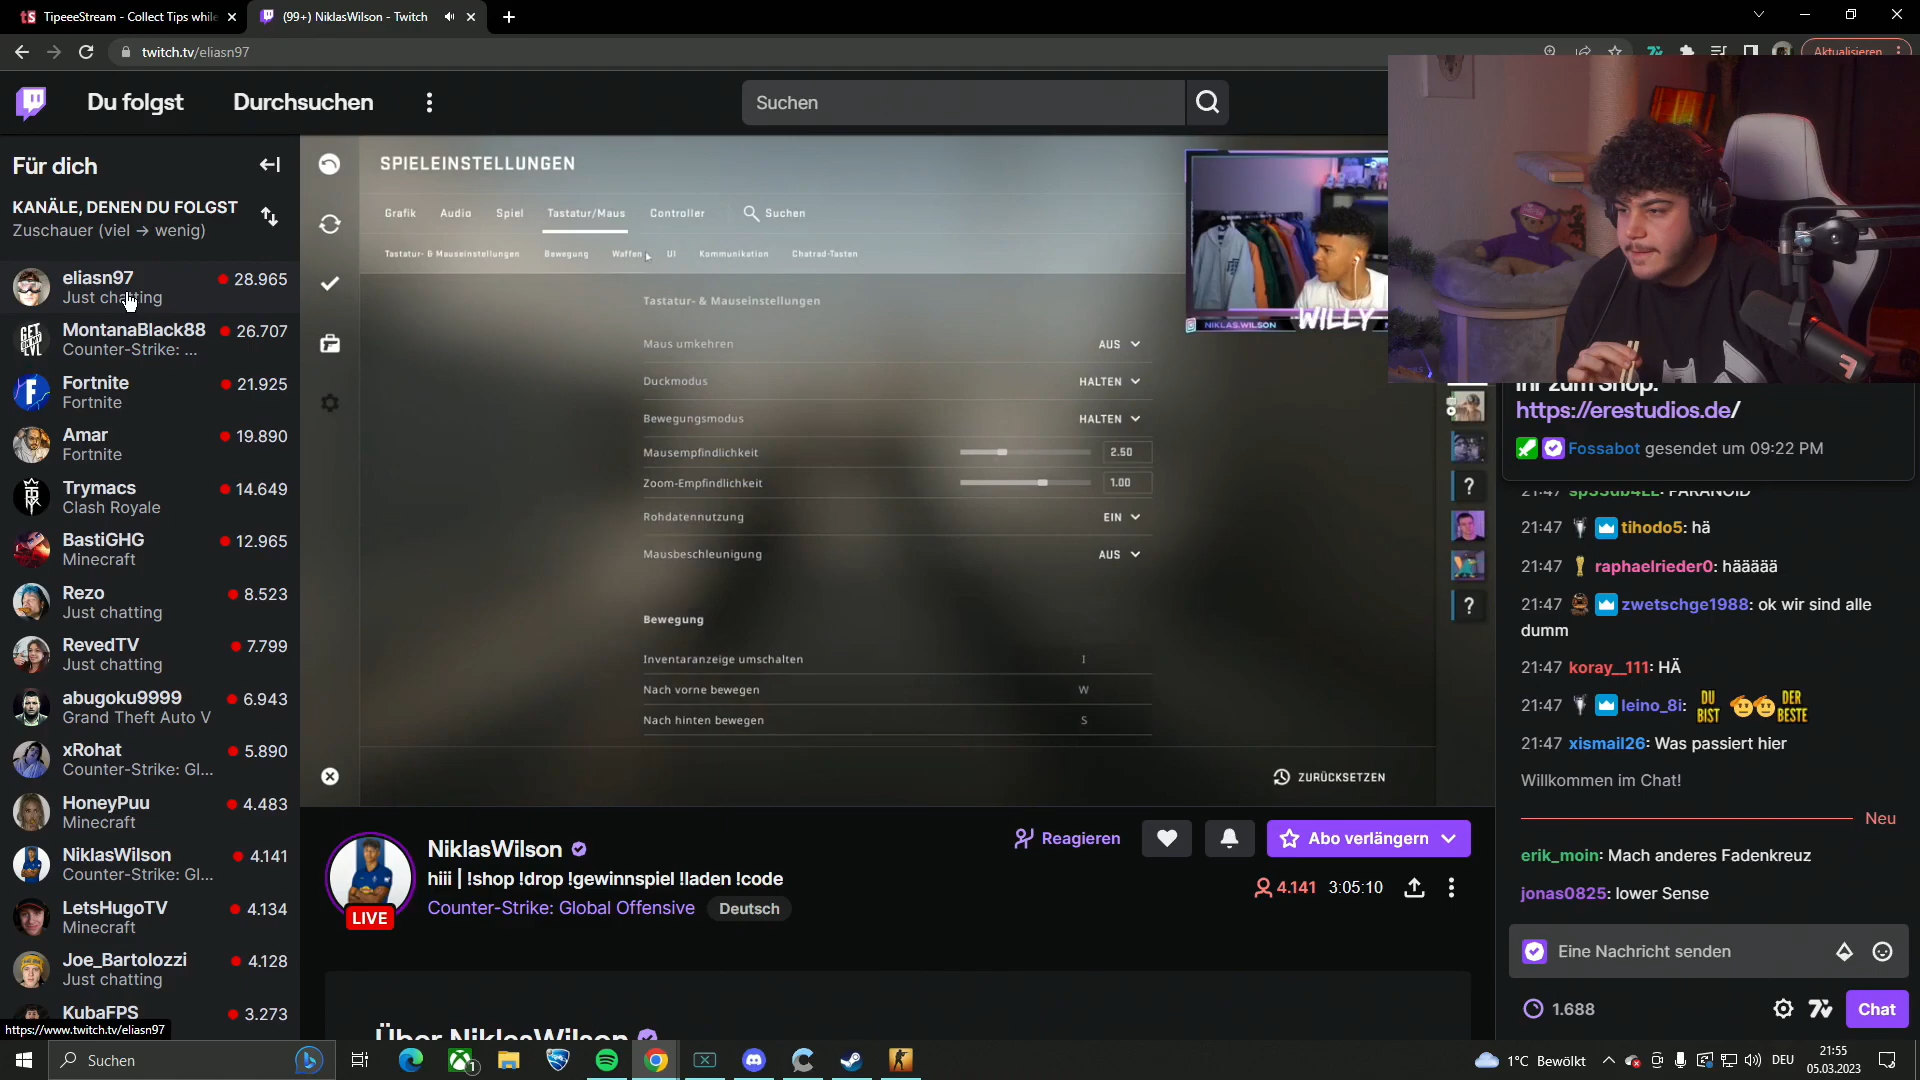 TipeeeStream - Collect Tips while
(99+) NiklasWilson - Twitch
twitch.tv/eliasn97
Aktualisieren
Du folgst
Durchsuchen
Suchen
Für dich
KANÄLE, DENEN DU FOLGST
Zuschauer (viel → wenig)
eliasn97
28.965
Just chatting
MontanaBlack88
26.707
Counter-Strike: ...
Fortnite
21.925
Fortnite
Amar
19.890
Fortnite
Trymacs
14.649
Clash Royale
BastiGHG
12.965
Minecraft
Rezo
8.523
Just chatting
RevedTV
7.799
Just chatting
abugoku9999
6.943
Grand Theft Auto V
xRohat
5.890
Counter-Strike: Gl...
HoneyPuu
4.483
Minecraft
NiklasWilson
4.141
Counter-Strike: Gl...
LetsHugoTV
4.134
Minecraft
Joe_Bartolozzi
4.128
Just chatting
KubaFPS
3.273
https://www.twitch.tv/eliasn97
SPIELEINSTELLUNGEN
Grafik Audio Spiel Tastatur/Maus Controller Suchen
Tastatur- & Mauseinstellungen Bewegung Waffen UI Kommunikation Chatrad-Tasten
Tastatur- & Mauseinstellungen
Maus umkehren AUS
Duckmodus HALTEN
Bewegungsmodus HALTEN
Mausempfindlichkeit 2.50
Zoom-Empfindlichkeit 1.00
Rohdatennutzung EIN
Mausbeschleunigung AUS
Bewegung
Inventaranzeige umschalten I
Nach vorne bewegen W
Nach hinten bewegen S
ZURÜCKSETZEN
NIKLAS.WILSON
WILLY
NiklasWilson
hiii | !shop !drop !gewinnspiel !laden !code
Counter-Strike: Global Offensive
Deutsch
LIVE
Reagieren
Abo verlängern
4.141
3:05:10
Über NiklasWilson
ihr zum Shop:
https://erestudios.de/
Fossabot gesendet um 09:22 PM
21:47 sp33db4LL: PARANOID
21:47 tihodo5: hä
21:47 raphaelrieder0: häääää
21:47 zwetschge1988: ok wir sind alle
dumm
21:47 koray__111: HÄ
21:47 leino_8i: DU BIST DER BESTE
21:47 xismail26: Was passiert hier
Willkommen im Chat!
Neu
erik_moin: Mach anderes Fadenkreuz
jonas0825: lower Sense
Eine Nachricht senden
1.688
Chat
Suchen
1
1°C Bewölkt
DEU
21:55
05.03.2023